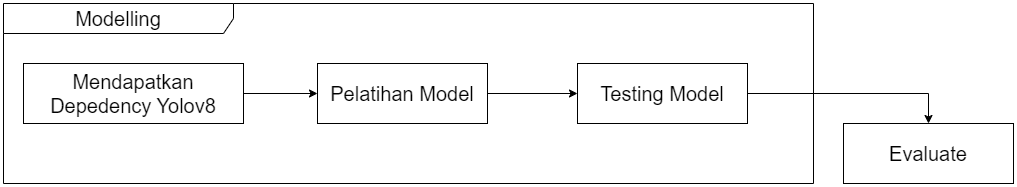 Modelling
Mendapatkan
Depedency Yolov8
Pelatihan Model
Testing Model
Evaluate